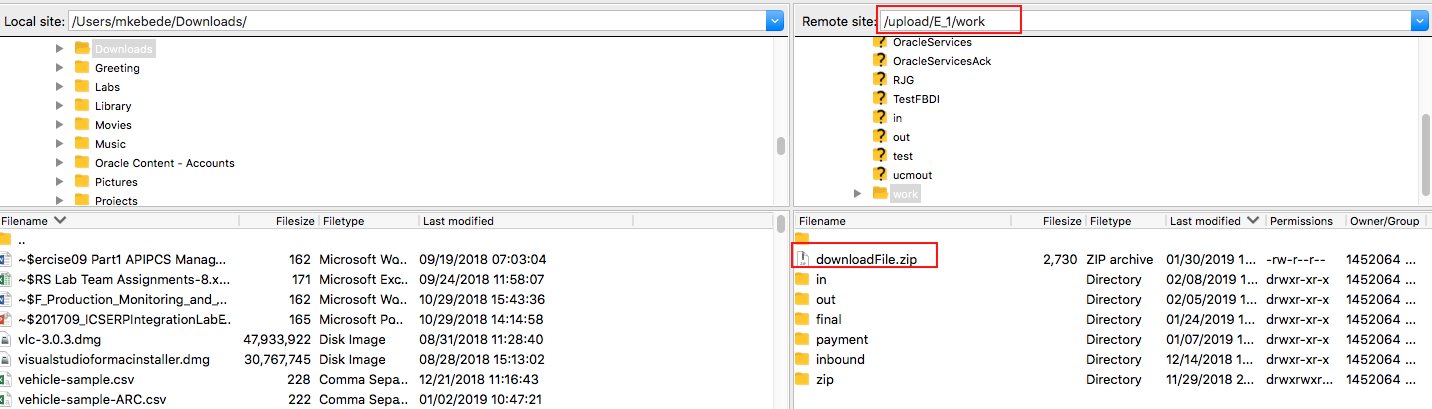 Local site: /Users/mkebede/Downloads/
Downloads
Greeting
Labs
Library
Movies
Music
Oracle Content - Accounts
Pictures
Projects
Filename Filesize Filetype Last modified
..
~$ercise09 Part1 APIPCS Manag... 162 Microsoft Wo... 09/19/2018 07:03:04
~$RS Lab Team Assignments-8.x... 171 Microsoft Exc... 09/24/2018 11:58:07
~$F_Production_Monitoring_and_... 162 Microsoft Wo... 10/29/2018 15:43:36
~$201709_ICSERPIntegrationLabE... 165 Microsoft Po... 10/29/2018 14:14:58
vlc-3.0.3.dmg 47,933,922 Disk Image 08/31/2018 11:28:40
visualstudioformacinstaller.dmg 30,767,745 Disk Image 08/28/2018 15:13:02
vehicle-sample.csv 228 Comma Sepa... 12/21/2018 11:16:43
vehicle-sample-ARC.csv 222 Comma Sepa... 01/02/2019 10:47:21
Remote site: /upload/E_1/work
OracleServices
OracleServicesAck
RJG
TestFBDI
in
out
test
ucmout
work
Filename Filesize Filetype Last modified Permissions Owner/Group
downloadFile.zip 2,730 ZIP archive 01/30/2019 1... -rw-r--r-- 1452064 ...
in Directory 02/08/2019 1... drwxr-xr-x 1452064 ...
out Directory 02/05/2019 1... drwxr-xr-x 1452064 ...
final Directory 01/24/2019 1... drwxr-xr-x 1452064 ...
payment Directory 01/07/2019 1... drwxr-xr-x 1452064 ...
inbound Directory 12/14/2018 1... drwxr-xr-x 1452064 ...
zip Directory 11/29/2018 2... drwxrwxr... 1452064 ...